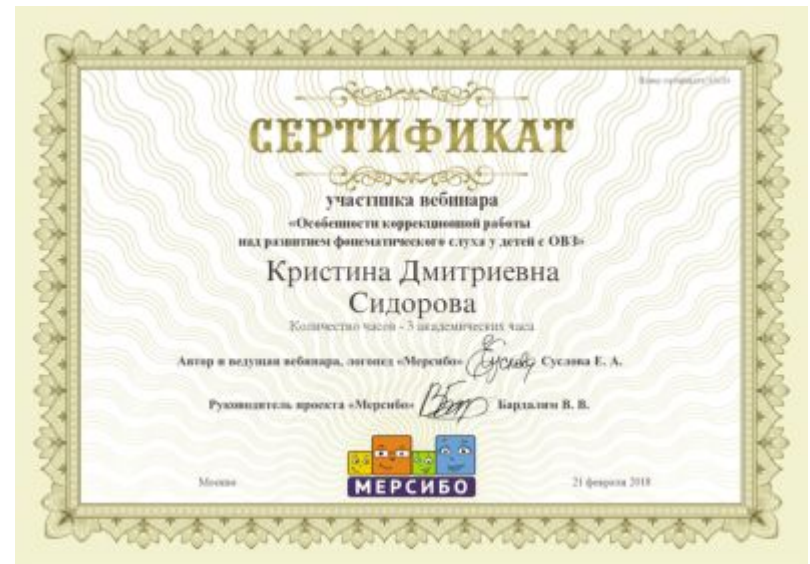 СЕРТИФИКАТ
участника вебинара
«Особенности коррекционной работы
над развитием фонематического слуха у детей с ОВЗ»
Кристина Дмитриевна
Сидорова
Количество часов - 3 академических часа
Автор и ведущая вебинара, логопед «Мерсибо» Суслова Е. А.
Руководитель проекта «Мерсибо» Бардалим В. В.
МЕРСИБО
Москва 21 февраля 2018